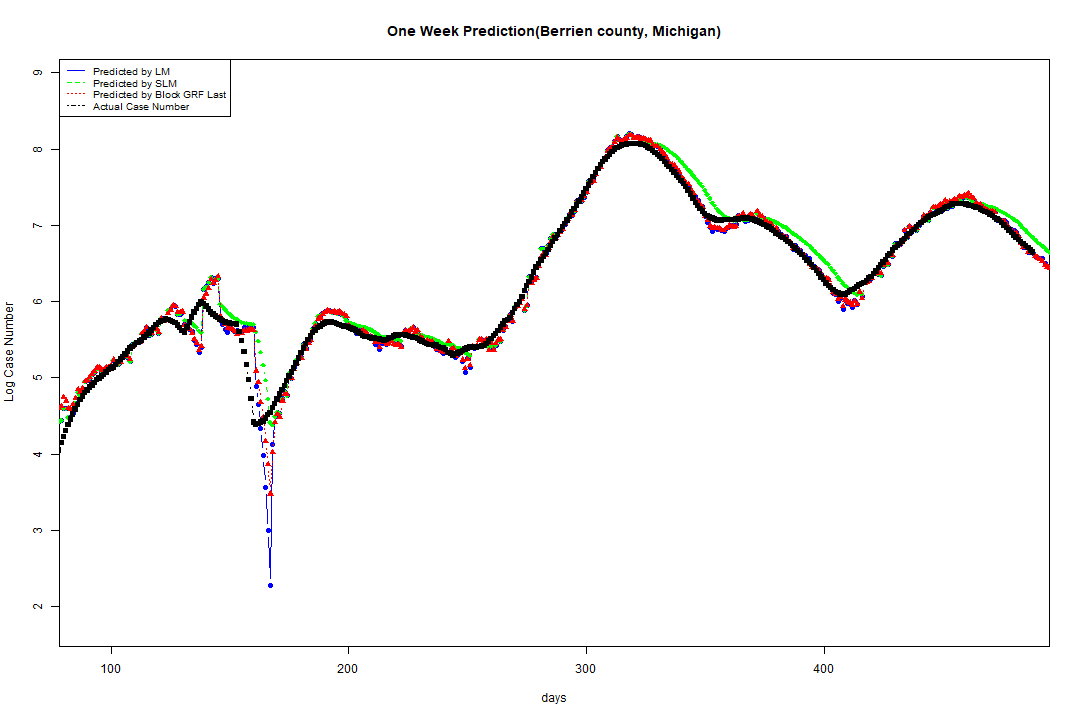 One Week Prediction(Berrien county, Michigan)
Predicted by LM
Predicted by SLM
Predicted by Block GRF Last
Actual Case Number
9
8
7
6
5
4
3
2
Log Case Number
100 200 300 400
days